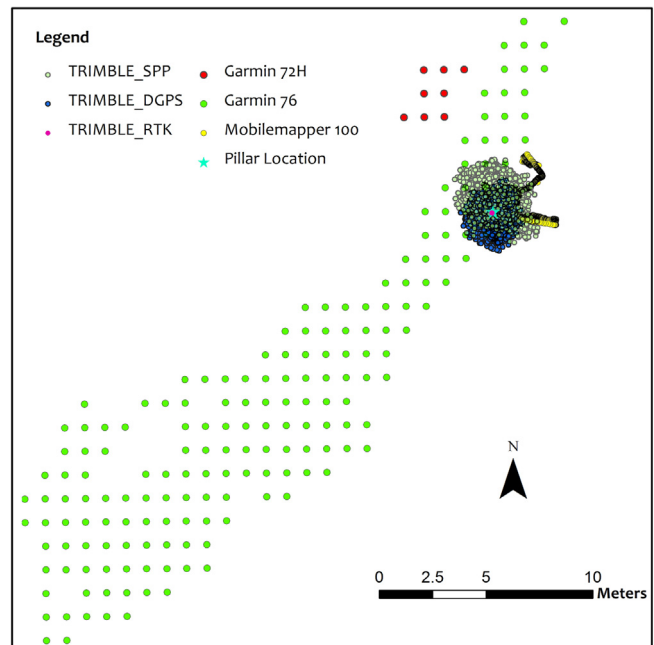 Legend
TRIMBLE_SPP
Garmin 72H
TRIMBLE_DGPS
Garmin 76
TRIMBLE_RTK
Mobilemapper 100
Pillar Location
N
0 2.5 5 10
Meters